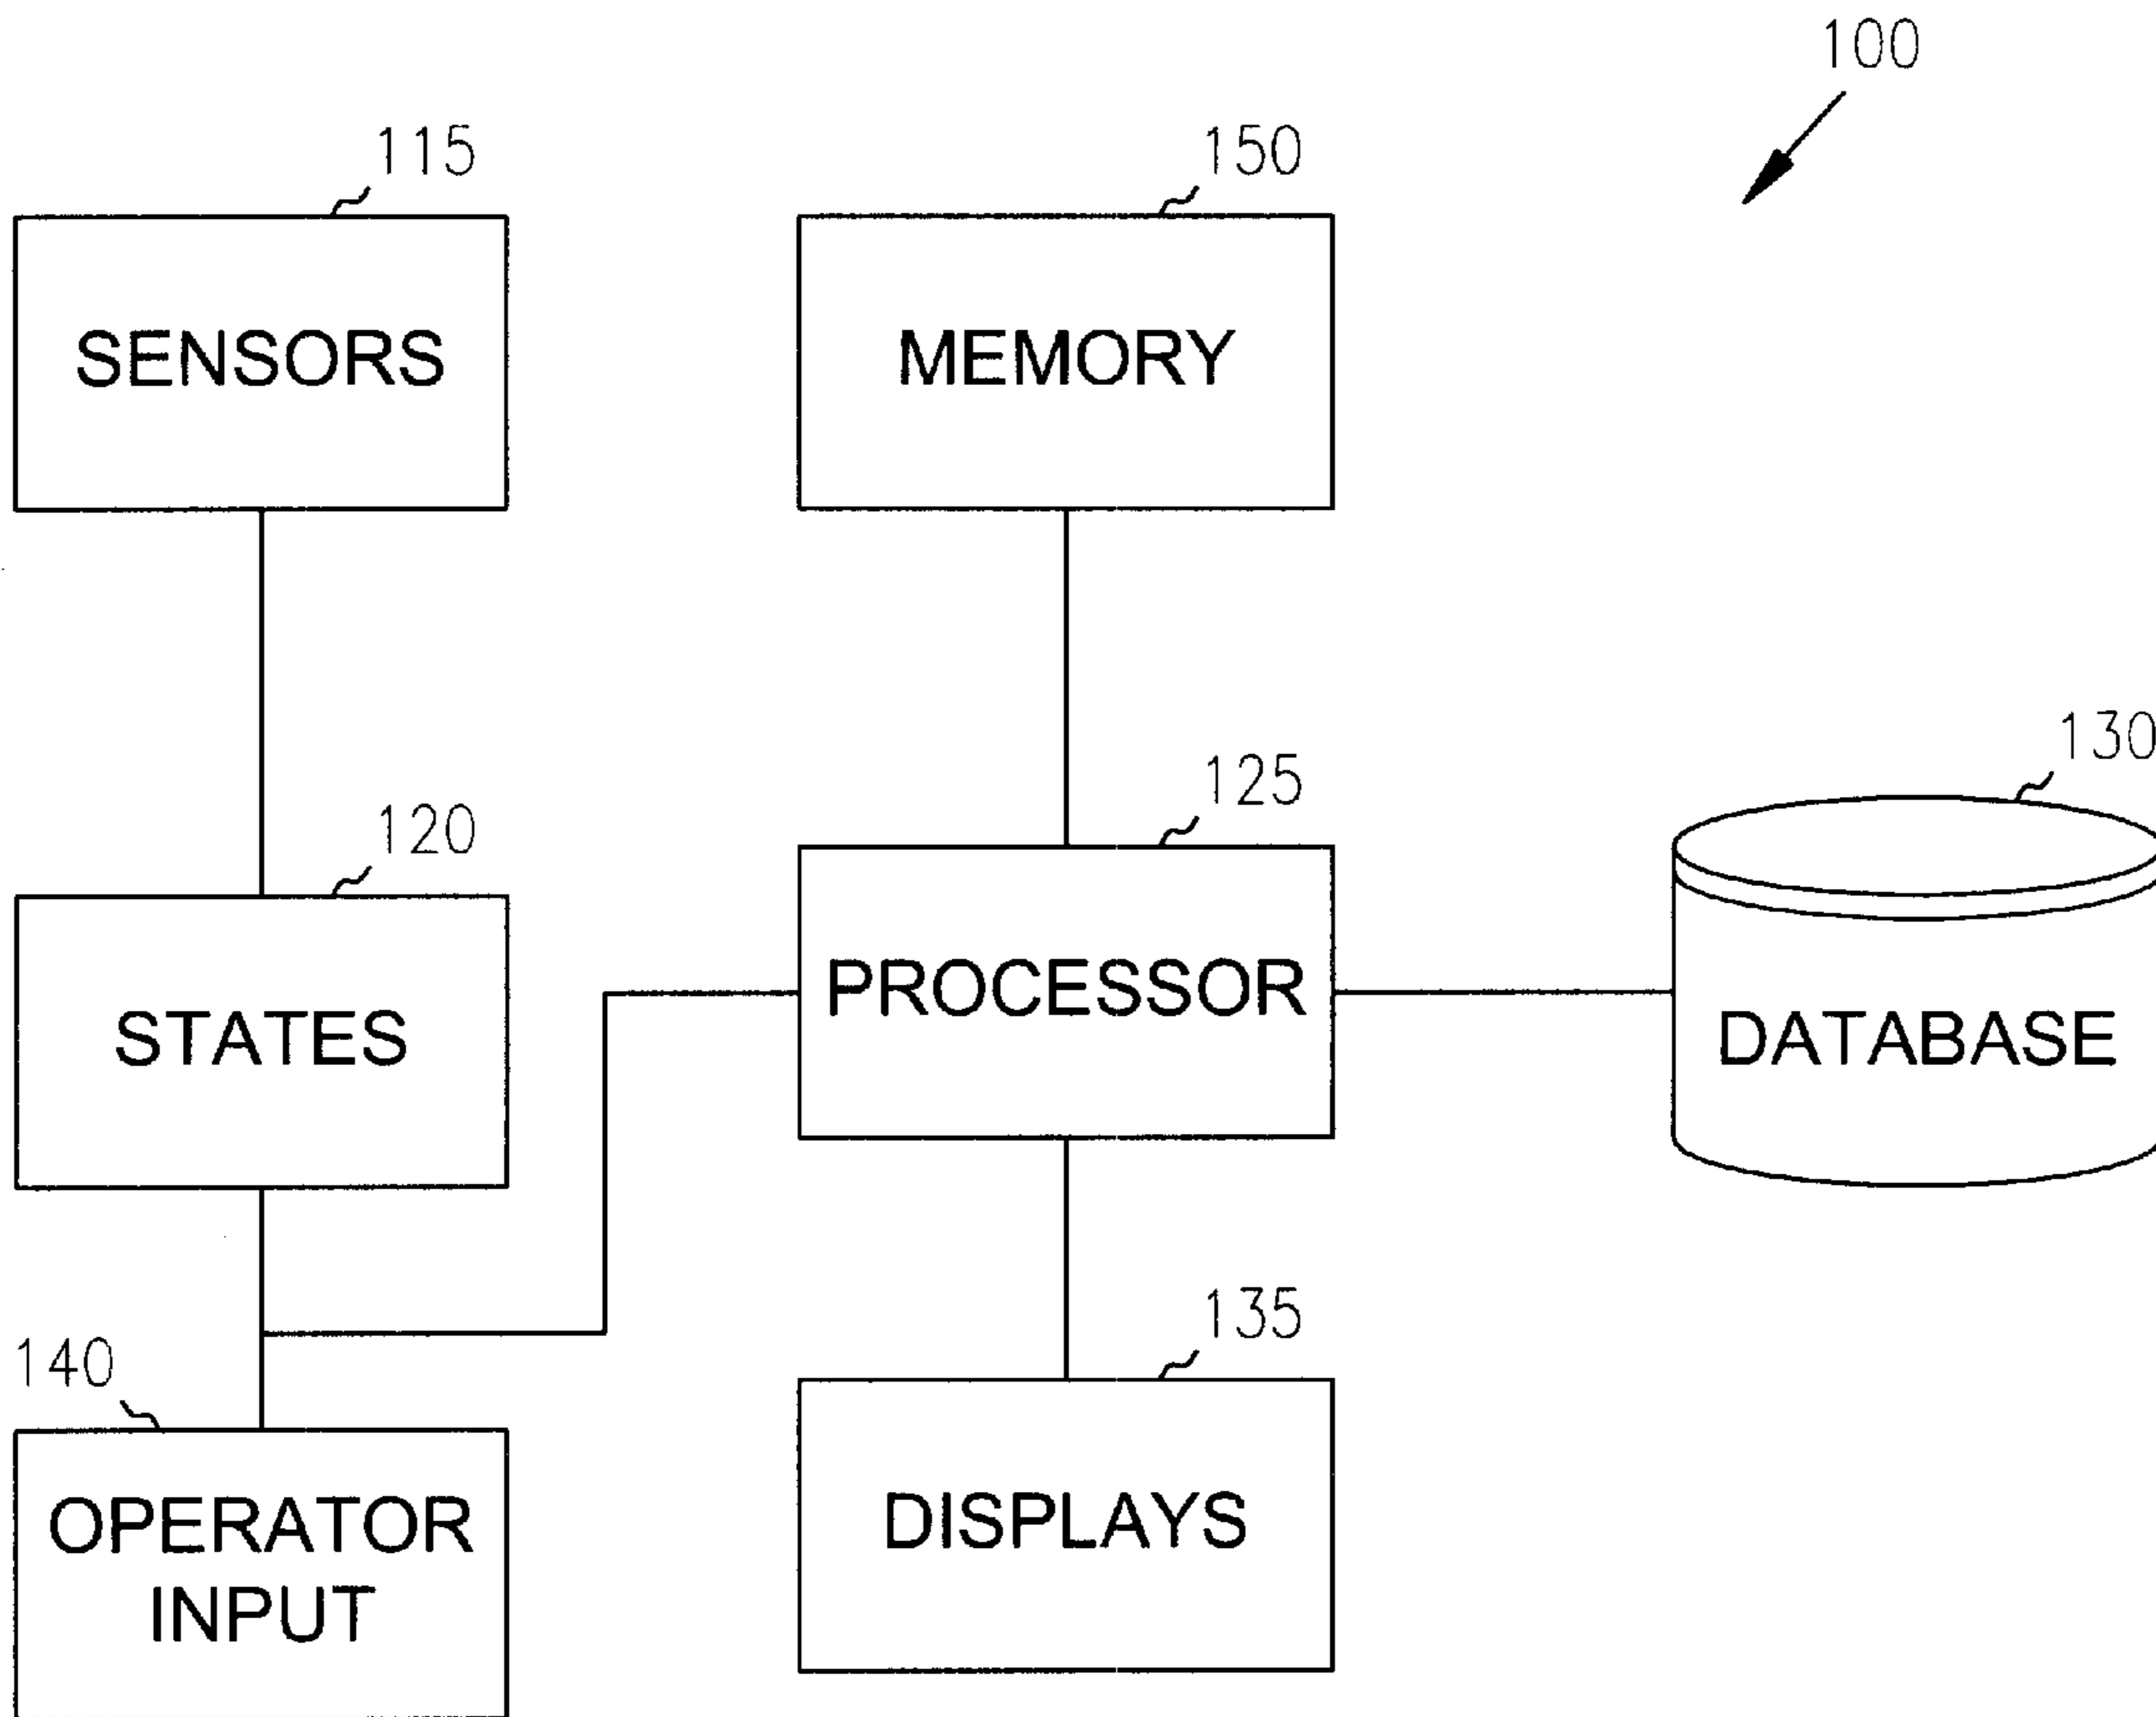 100
115
150
SENSORS
MEMORY
130
125
120
PROCESSOR
STATES
DATABASE
135
140
OPERATOR
INPUT
DISPLAYS